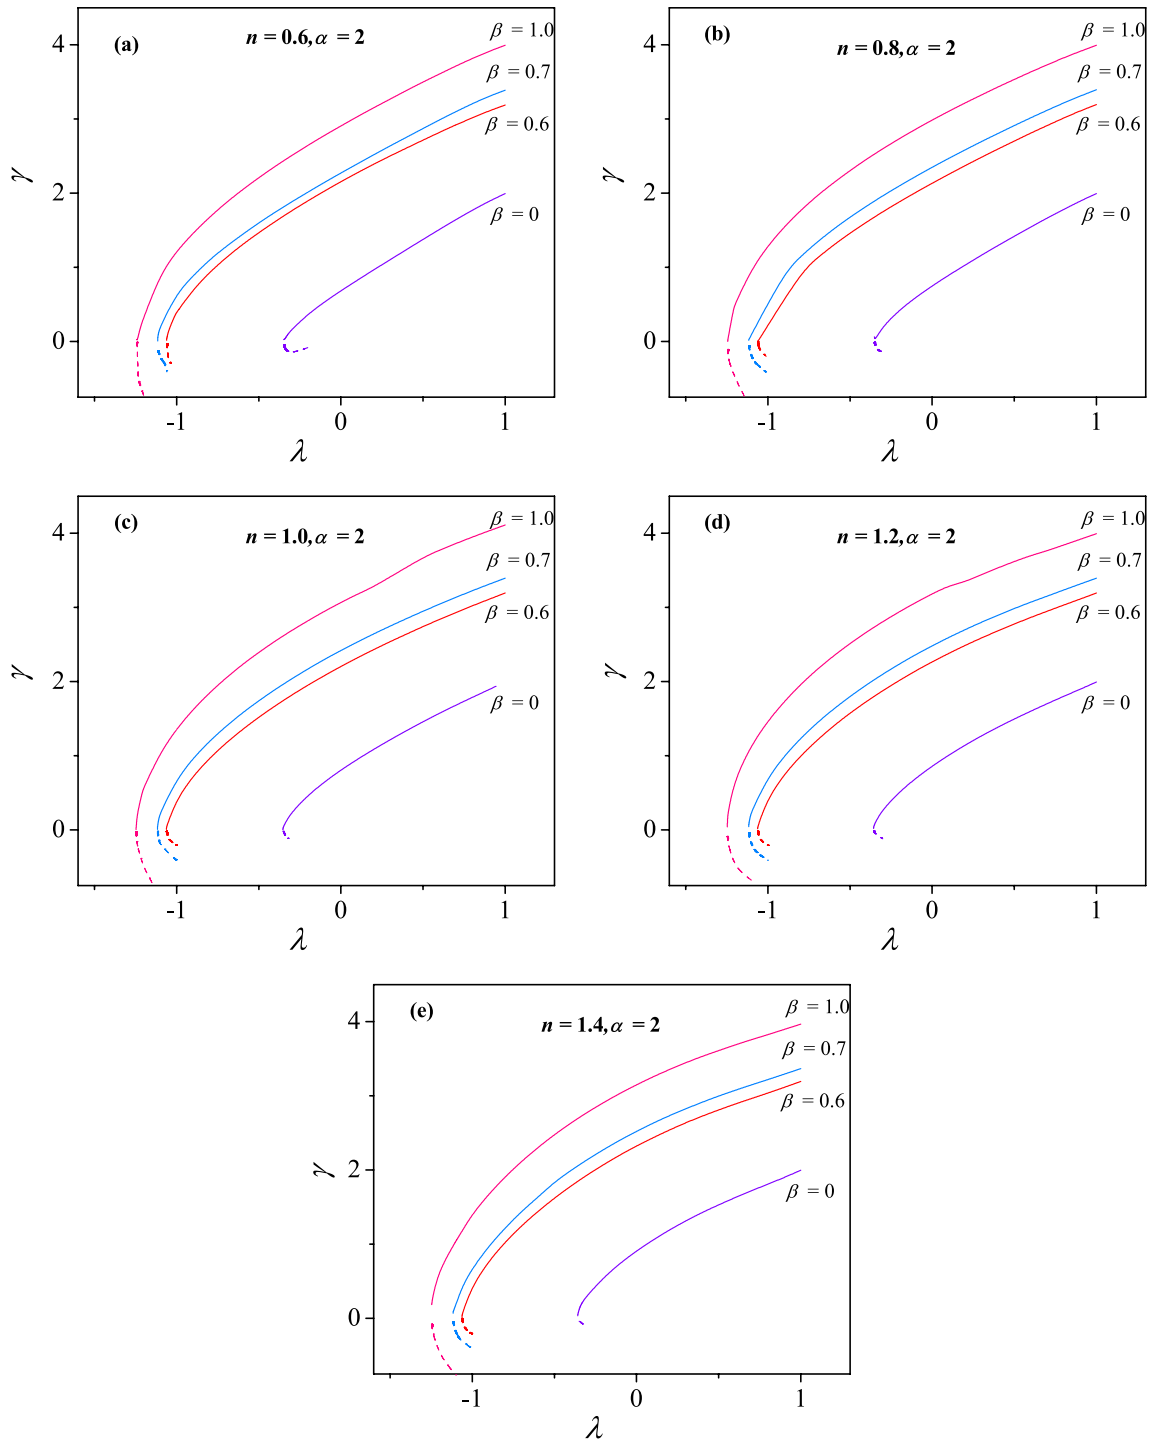 (a)
n = 0.6, α = 2
β = 1.0
β = 0.7
β = 0.6
β = 0
4
2
0
γ
-1 0 1
λ
(b)
n = 0.8, α = 2
β = 1.0
β = 0.7
β = 0.6
β = 0
4
2
0
γ
-1 0 1
λ
(c)
n = 1.0, α = 2
β = 1.0
β = 0.7
β = 0.6
β = 0
4
2
0
γ
-1 0 1
λ
(d)
n = 1.2, α = 2
β = 1.0
β = 0.7
β = 0.6
β = 0
4
2
0
γ
-1 0 1
λ
(e)
n = 1.4, α = 2
β = 1.0
β = 0.7
β = 0.6
β = 0
4
2
0
γ
-1 0 1
λ